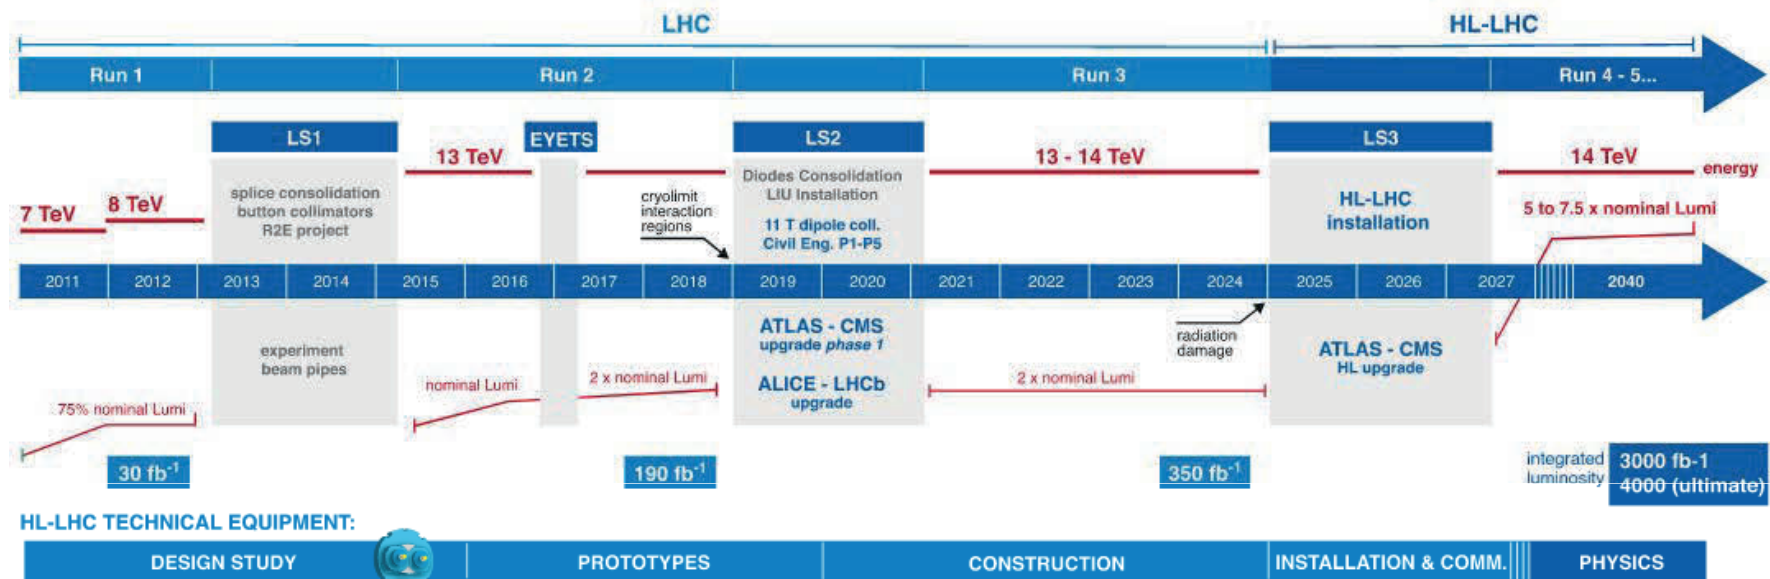 LHC
HL-LHC
Run 1
Run 2
Run 3
Run 4 - 5...
LS1
EYETS
LS2
LS3
13 TeV
13 - 14 TeV
14 TeV
energy
7 TeV
8 TeV
splice consolidation
button collimators
R2E project
cryolimit
interaction
regions
Diodes Consolidation
LIU Installation
11 T dipole coll.
Civil Eng. P1-P5
HL-LHC
installation
5 to 7.5 x nominal Lumi
2011
2012
2013
2014
2015
2016
2017
2018
2019
2020
2021
2022
2023
2024
2025
2026
2027
2040
experiment
beam pipes
ATLAS - CMS
upgrade phase 1
ALICE - LHCb
upgrade
radiation
damage
ATLAS - CMS
HL upgrade
75% nominal Lumi
nominal Lumi
2 x nominal Lumi
2 x nominal Lumi
30 fb-1
190 fb-1
350 fb-1
integrated
luminosity
3000 fb-1
4000 (ultimate)
HL-LHC TECHNICAL EQUIPMENT:
DESIGN STUDY
PROTOTYPES
CONSTRUCTION
INSTALLATION & COMM.
PHYSICS